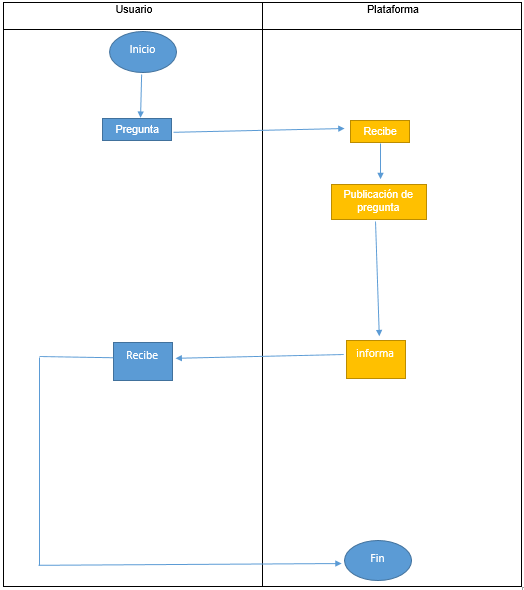 Usuario
Plataforma
Inicio
Pregunta
Recibe
Publicación de
pregunta
Recibe
Informa
Fin